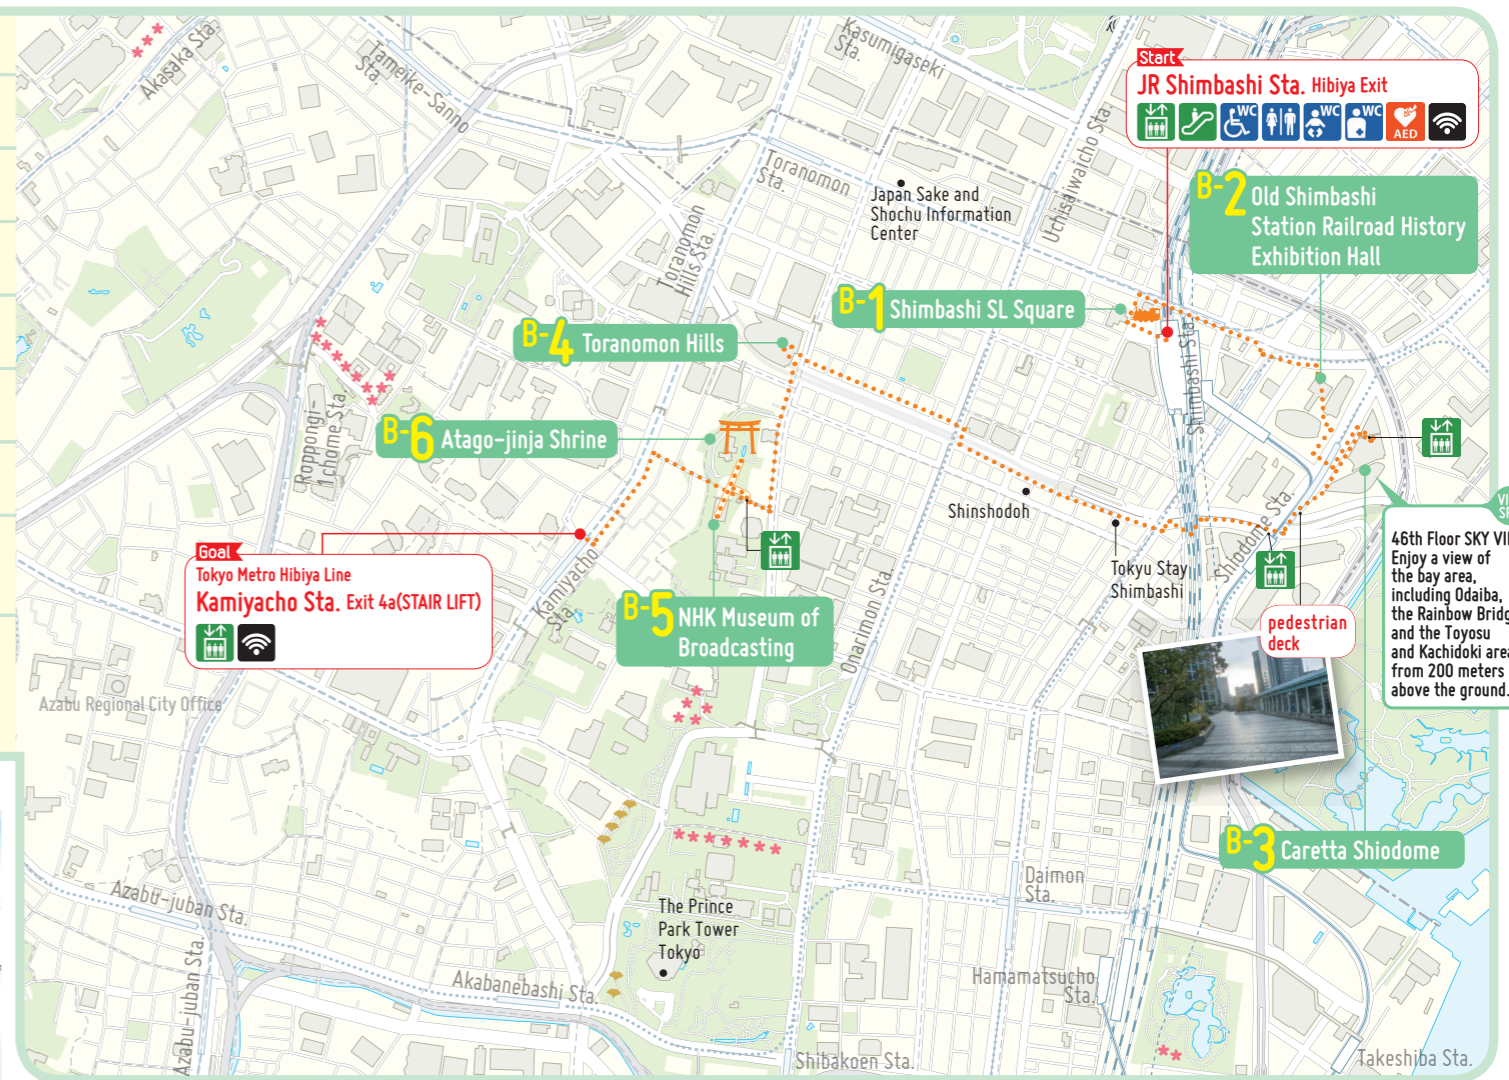 Akasaka Sta.
Tameike-Sanno
Sta.
Kasumigaseki
Sta.
Start
JR Shimbashi Sta. Hibiya Exit
WC
WC
WC
AED
Toranomon
Sta.
Japan Sake and
Shochu Information
Center
Uchisaiwaicho Sta.
B-2 Old Shimbashi
Station Railroad History
Exhibition Hall
Toranomon
Hills Sta.
B-1 Shimbashi SL Square
B-4 Toranomon Hills
Shimbashi Sta.
B-6 Atago-jinja Shrine
Roppongi-
1chome Sta.
Shinshodoh
Tokyu Stay
Shimbashi
Shiodome Sta.
46th Floor SKY
Enjoy a view of
the bay area,
including Odaiba,
the Rainbow
and the Toyosu
and Kachidoki
from 200 meters
above the ground.
pedestrian
deck
Goal
Tokyo Metro Hibiya Line
Kamiyacho Sta. Exit 4a(STAIR LIFT)
Kamiyacho
Sta.
B-5 NHK Museum of
Broadcasting
Onarimon Sta.
Azabu Regional City Office
B-3 Caretta Shiodome
Daimon
Sta.
Azabu-juban Sta.
Azabu-juban Sta.
The Prince
Park Tower
Tokyo
Akabanebashi Sta.
Hamamatsucho
Sta.
Shibakoen Sta.
Takeshiba Sta.